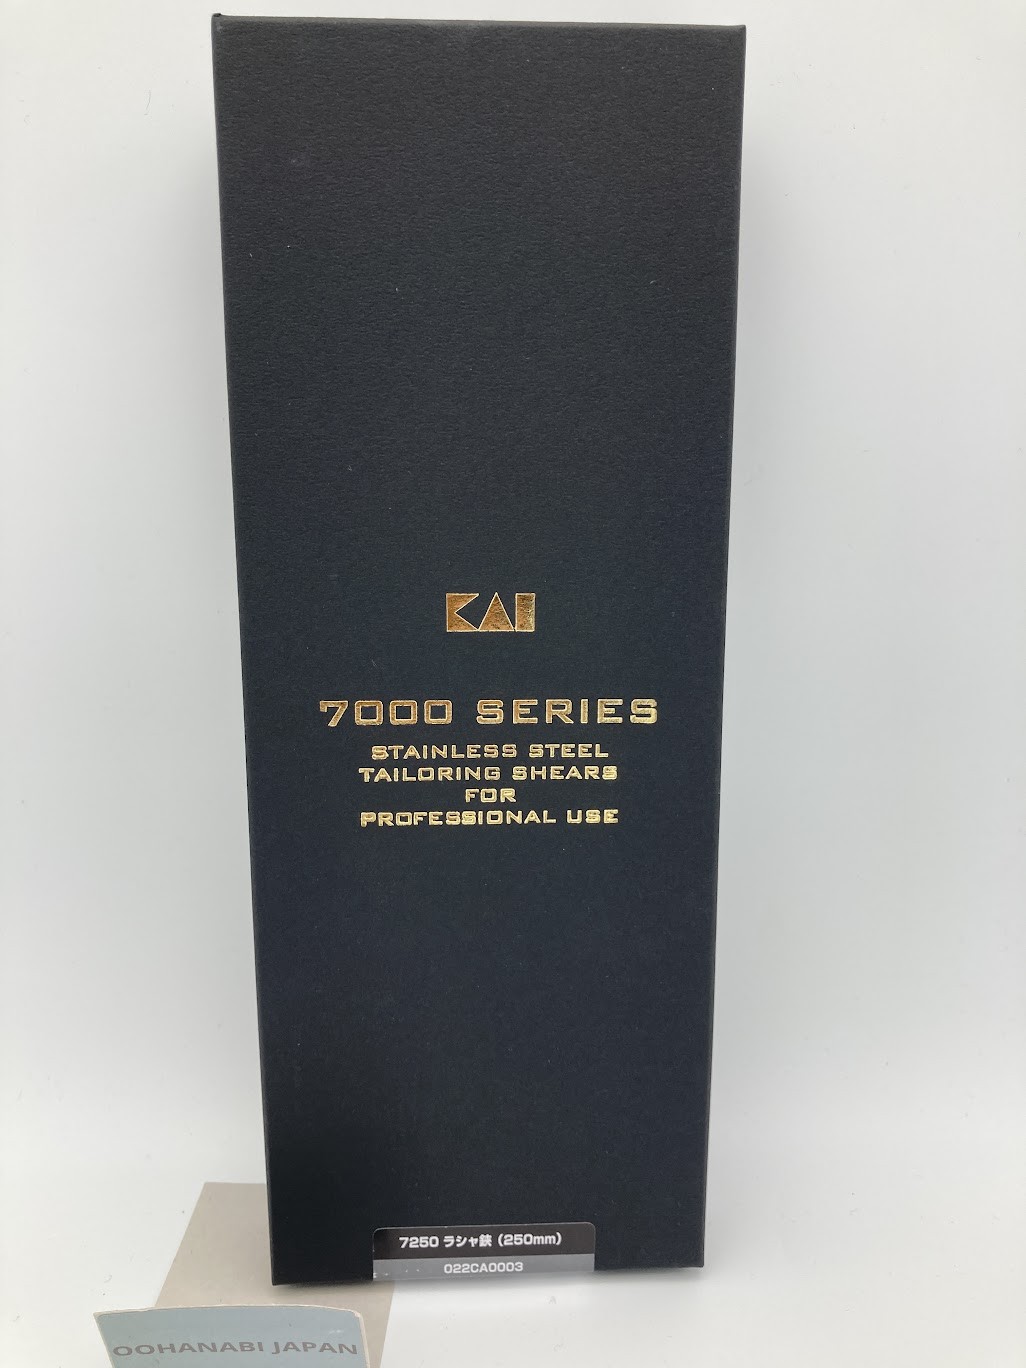 KAI
7000 SERIES
STAINLESS STEEL
TAILORING SHEARS
FOR
PROFESSIONAL USE
7250 ラシャ鋏（250mm）
022CA0003
OOHANABI JAPAN